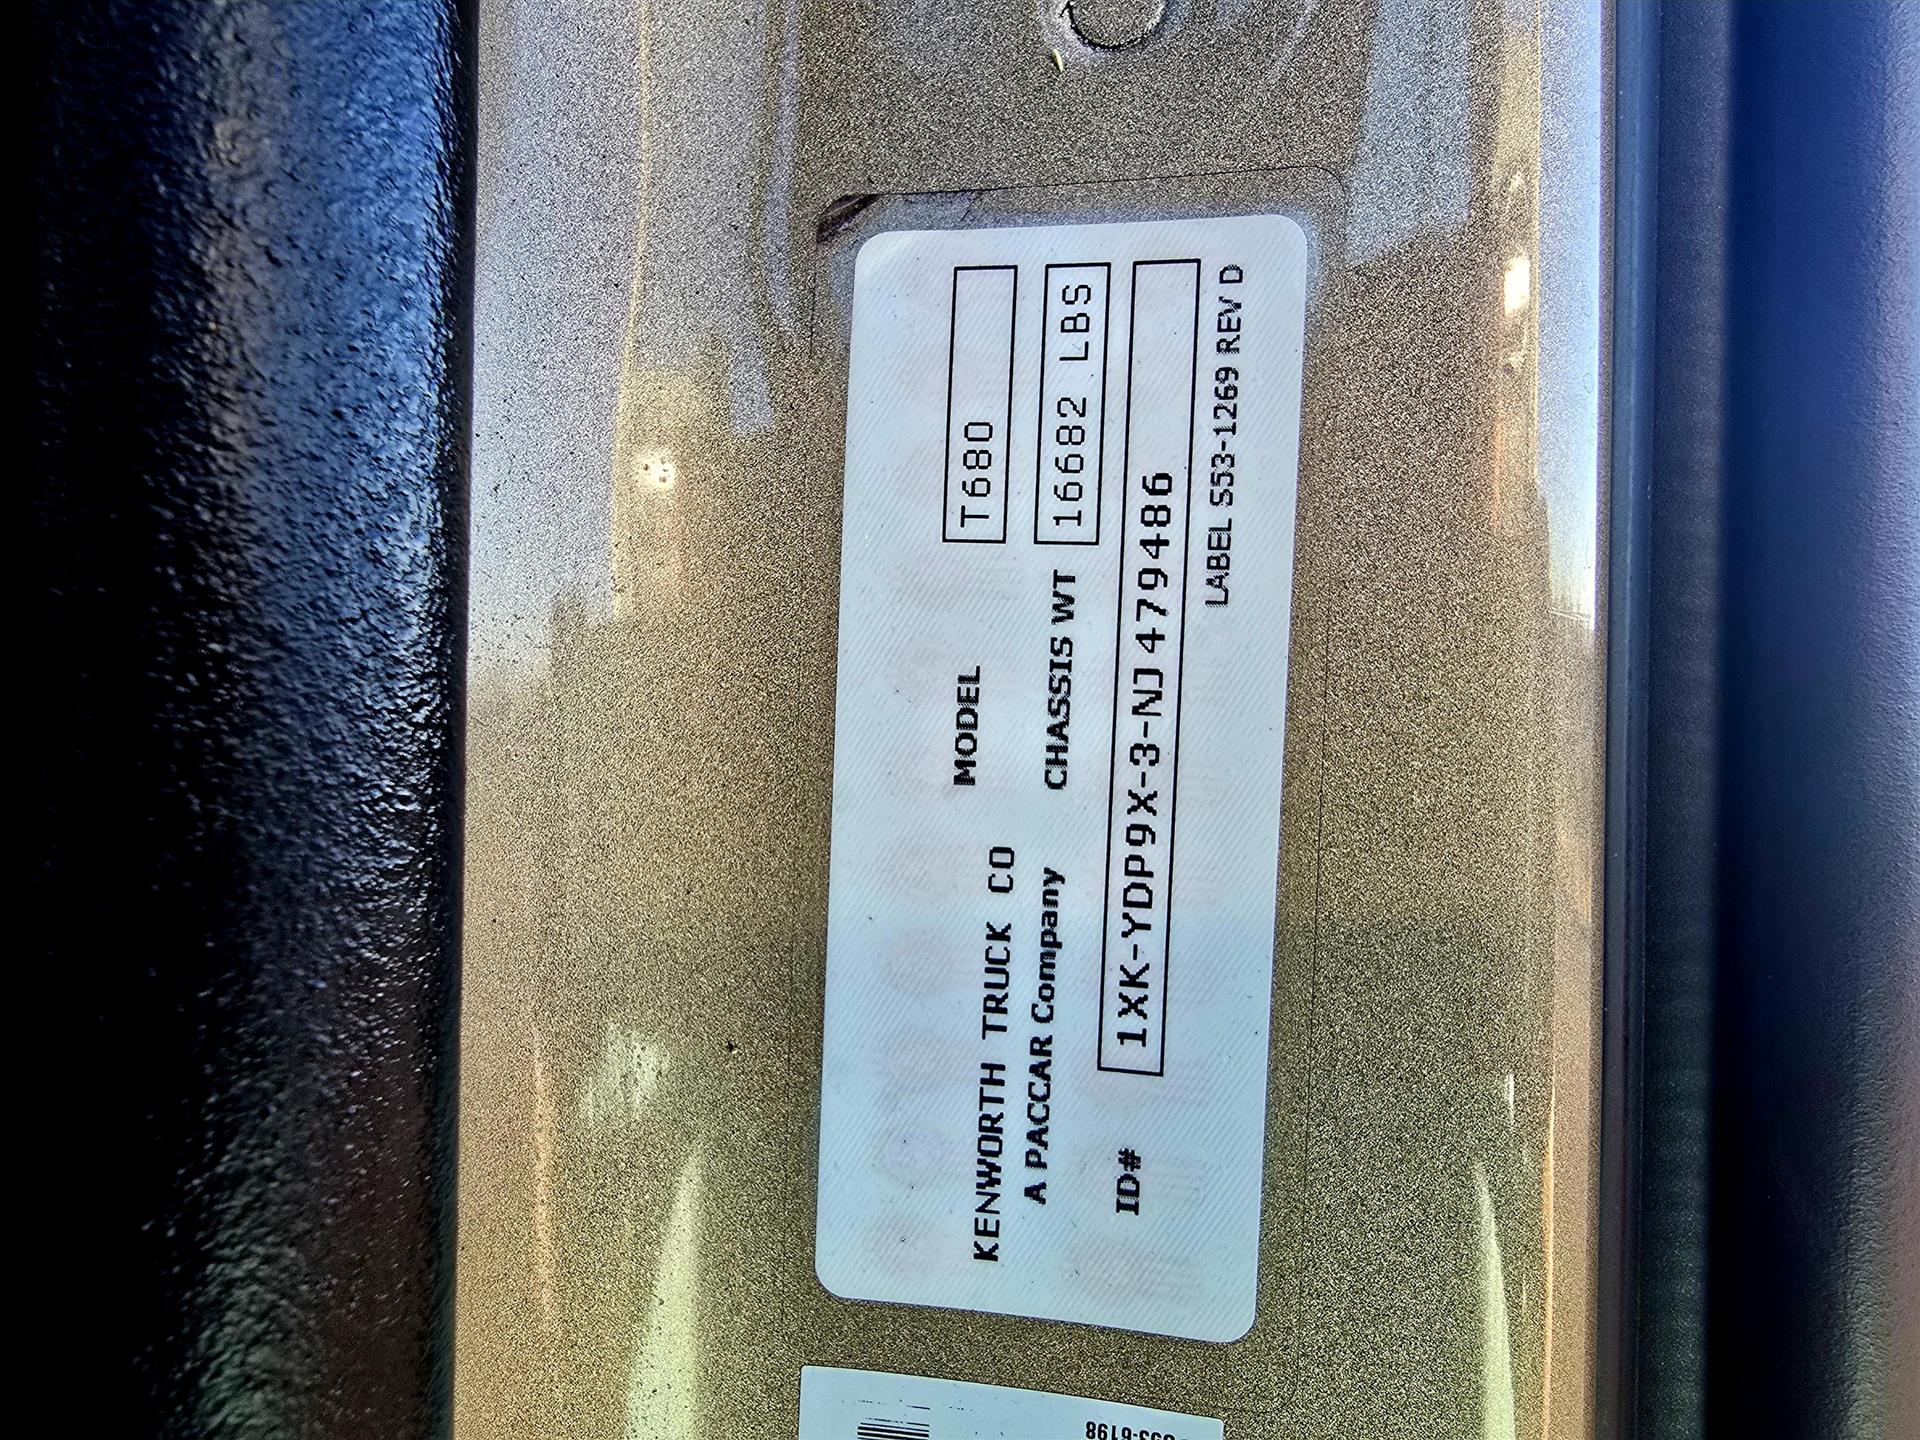 KENWORTH TRUCK CO
A PACCAR Company
MODEL T680
CHASSIS WT 16682 LBS
ID# 1XK-YDP9X-3-NJ479486
LABEL S53-1269 REV D